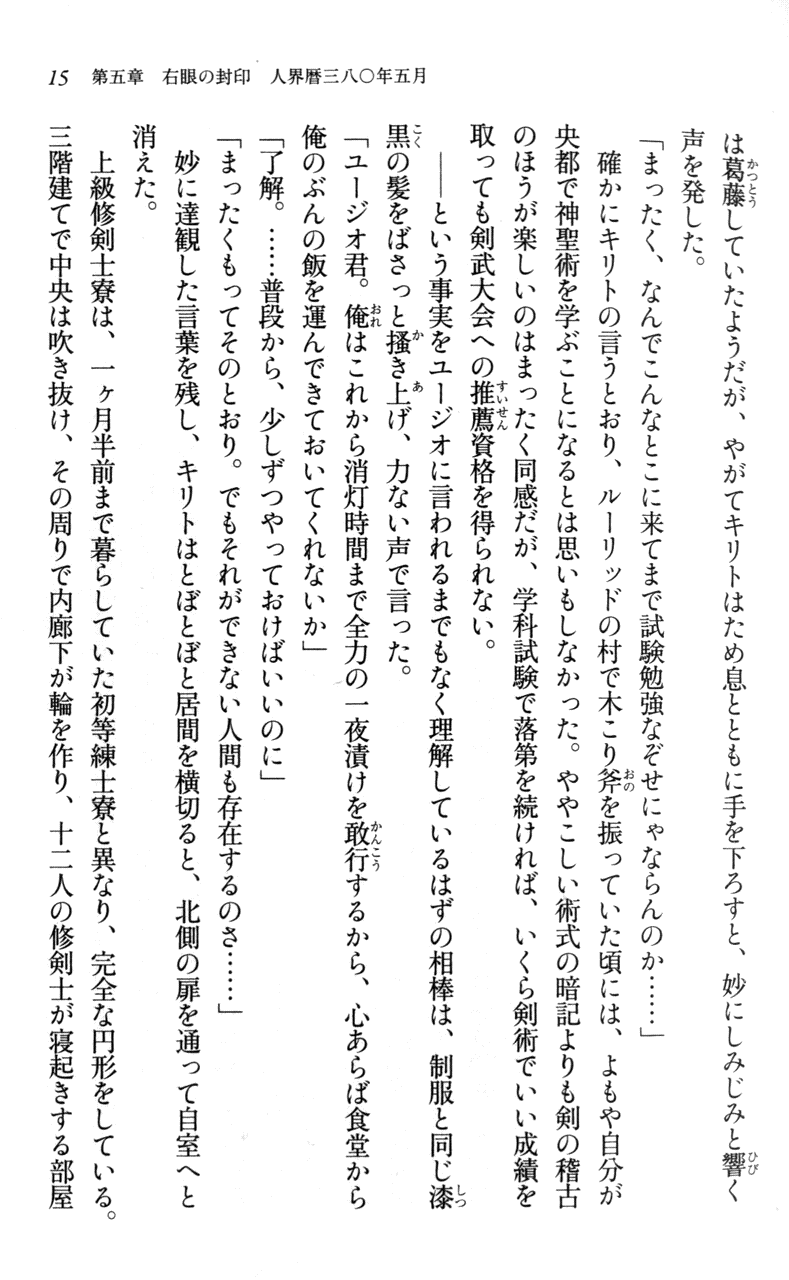 15　第五章　右眼の封印　人界暦三八〇年五月
は葛藤していたようだが、やがてキリトはため息とともに手を下ろすと、妙にしみじみと響く
声を発した。
「まったく、なんでこんなとこに来てまで試験勉強なぞせにゃならんのか……」
　確かにキリトの言うとおり、ルーリッドの村で木こり斧を振っていた頃には、よもや自分が
央都で神聖術を学ぶことになるとは思いもしなかった。ややこしい術式の暗記よりも剣の稽古
のほうが楽しいのはまったく同感だが、学科試験で落第を続ければ、いくら剣術でいい成績を
取っても剣武大会への推薦資格を得られない。
　――という事実をユージオに言われるまでもなく理解しているはずの相棒は、制服と同じ漆
黒の髪をばさっと掻き上げ、力ない声で言った。
「ユージオ君。俺はこれから消灯時間まで全力の一夜漬けを敢行するから、心あらば食堂から
俺のぶんの飯を運んできておいてくれないか」
「了解。……普段から、少しずつやっておけばいいのに」
「まったくもってそのとおり。でもそれができない人間も存在するのさ……」
　妙に達観した言葉を残し、キリトはとぼとぼと居間を横切ると、北側の扉を通って自室へと
消えた。
　上級修剣士寮は、一ヶ月半前まで暮らしていた初等練士寮と異なり、完全な円形をしている。
三階建てで中央は吹き抜け、その周りで内廊下が輪を作り、十二人の修剣士が寝起きする部屋